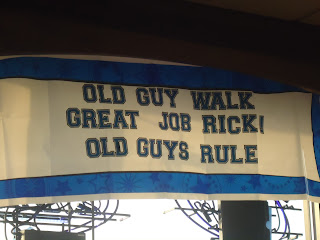 OLD GUY WALK
GREAT JOB RICK!
OLD GUYS RULE